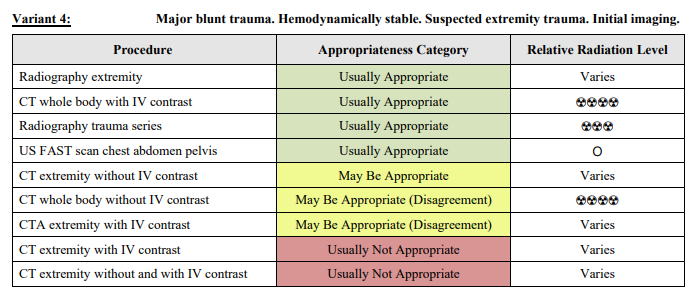 Variant 4: Major blunt trauma. Hemodynamically stable. Suspected extremity trauma. Initial imaging.
Procedure Appropriateness Category Relative Radiation Level
Radiography extremity Usually Appropriate Varies
CT whole body with IV contrast Usually Appropriate ☢☢☢☢
Radiography trauma series Usually Appropriate ☢☢☢
US FAST scan chest abdomen pelvis Usually Appropriate O
CT extremity without IV contrast May Be Appropriate Varies
CT whole body without IV contrast May Be Appropriate (Disagreement) ☢☢☢☢
CTA extremity with IV contrast May Be Appropriate (Disagreement) Varies
CT extremity with IV contrast Usually Not Appropriate Varies
CT extremity without and with IV contrast Usually Not Appropriate Varies